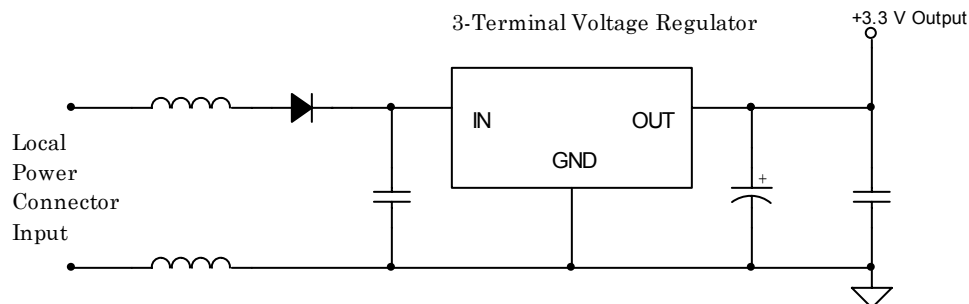 3-Terminal Voltage Regulator
+3.3 V Output
IN
OUT
GND
+
Local
Power
Connector
Input